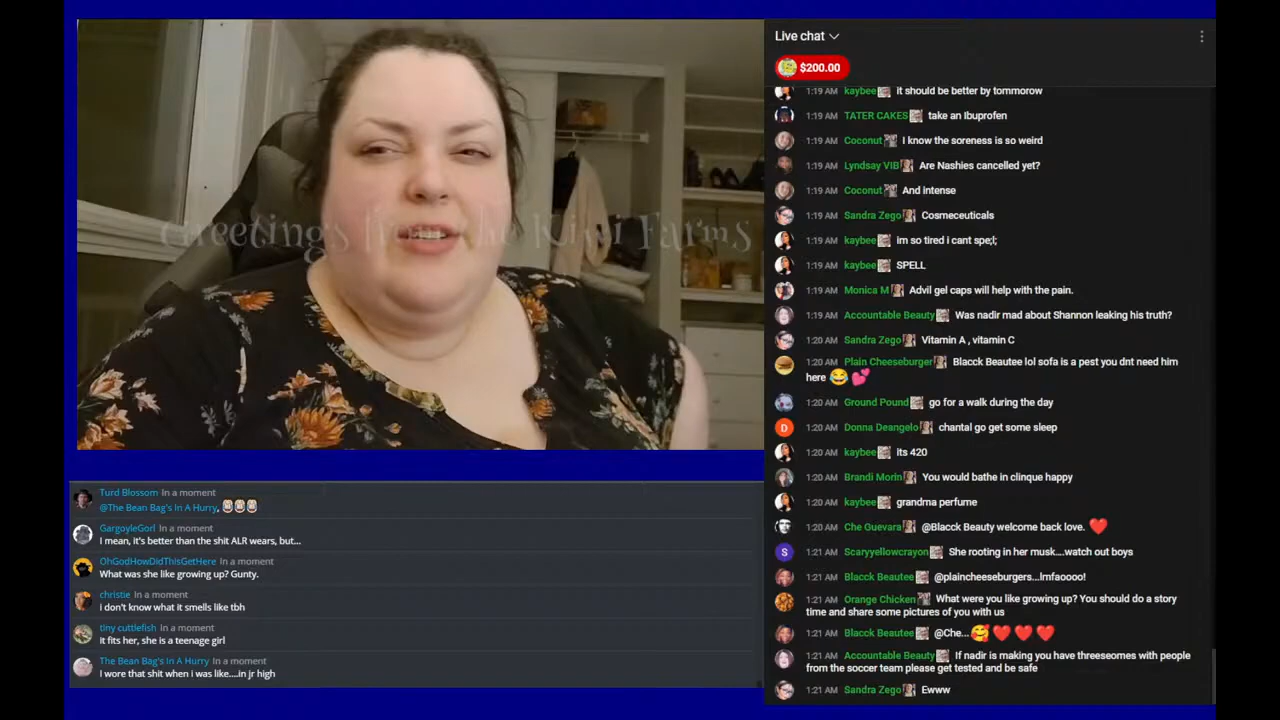 Greetings from the Kiwi Farms
Live chat
$200.00
1:19 AM kaybee it should be better by tommorow
1:19 AM TATER CAKES take an Ibuprofen
1:19 AM Coconut I know the soreness is so weird
1:19 AM Lyndsay VIB Are Nashies cancelled yet?
1:19 AM Coconut And intense
1:19 AM Sandra Zego Cosmeceuticals
1:19 AM kaybee im so tired i cant spe;l;
1:19 AM kaybee SPELL
1:19 AM Monica M Advil gel caps will help with the pain.
1:19 AM Accountable Beauty Was nadir mad about Shannon leaking his truth?
1:20 AM Sandra Zego Vitamin A , vitamin C
1:20 AM Plain Cheeseburger Blacck Beautee lol sofa is a pest you dnt need him
here 😂 💕
1:20 AM Ground Pound go for a walk during the day
D 1:20 AM Donna Deangelo chantal go get some sleep
1:20 AM kaybee its 420
1:20 AM Brandi Morin You would bathe in clinque happy
1:20 AM kaybee grandma perfume
1:20 AM Che Guevara @Blacck Beauty welcome back love. ❤️
S 1:21 AM Scaryyellowcrayon She rooting in her musk....watch out boys
1:21 AM Blacck Beautee @plaincheeseburgers...lmfaoooo!
1:21 AM Orange Chicken What were you like growing up? You should do a story
time and share some pictures of you with us
1:21 AM Blacck Beautee @Che... 🥰 ❤️ ❤️ ❤️
1:21 AM Accountable Beauty If nadir is making you have threeseomes with people
from the soccer team please get tested and be safe
1:21 AM Sandra Zego Ewww
Turd Blossom In a moment
@The Bean Bag's In A Hurry,
GargoyleGorl In a moment
I mean, it's better than the shit ALR wears, but...
OhGodHowDidThisGetHere In a moment
What was she like growing up? Gunty.
christie In a moment
i don't know what it smells like tbh
tiny cuttlefish In a moment
it fits her, she is a teenage girl
The Bean Bag's In A Hurry In a moment
I wore that shit when i was like....in jr high